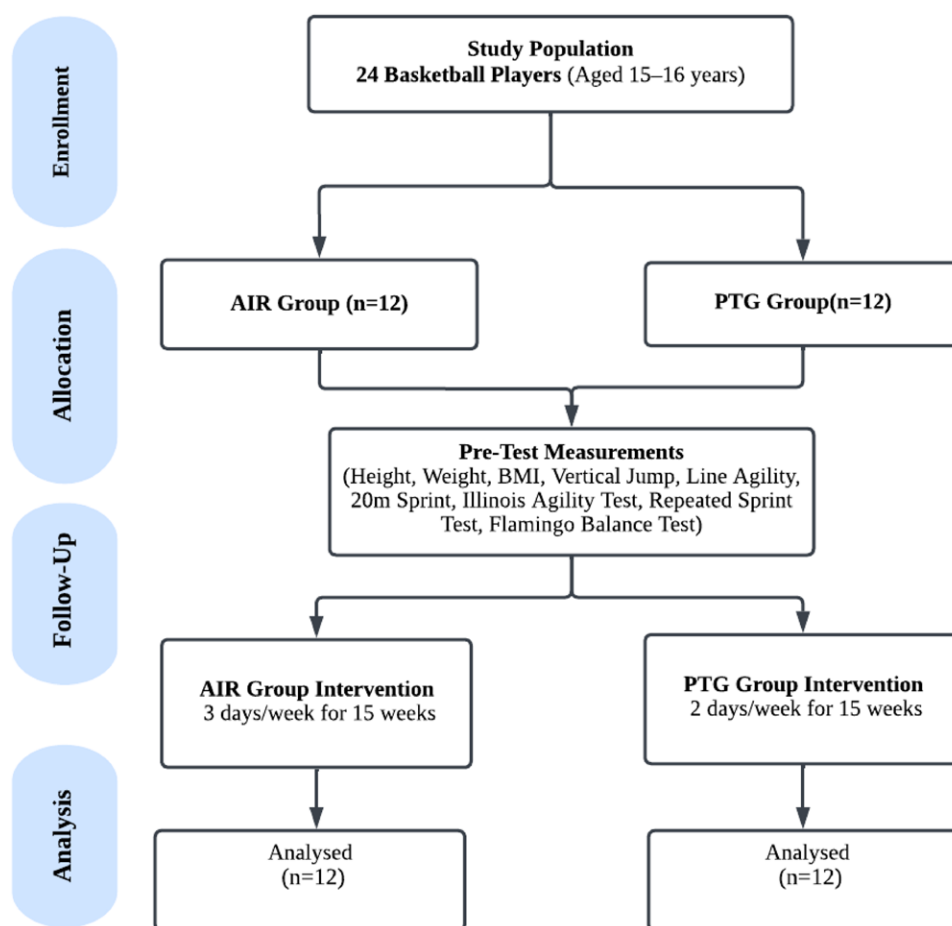 Enrollment
Study Population
24 Basketball Players (Aged 15–16 years)
Allocation
AIR Group (n=12)
PTG Group(n=12)
Pre-Test Measurements
(Height, Weight, BMI, Vertical Jump, Line Agility,
20m Sprint, Illinois Agility Test, Repeated Sprint
Test, Flamingo Balance Test)
Follow-Up
AIR Group Intervention
3 days/week for 15 weeks
PTG Group Intervention
2 days/week for 15 weeks
Analysis
Analysed
(n=12)
Analysed
(n=12)